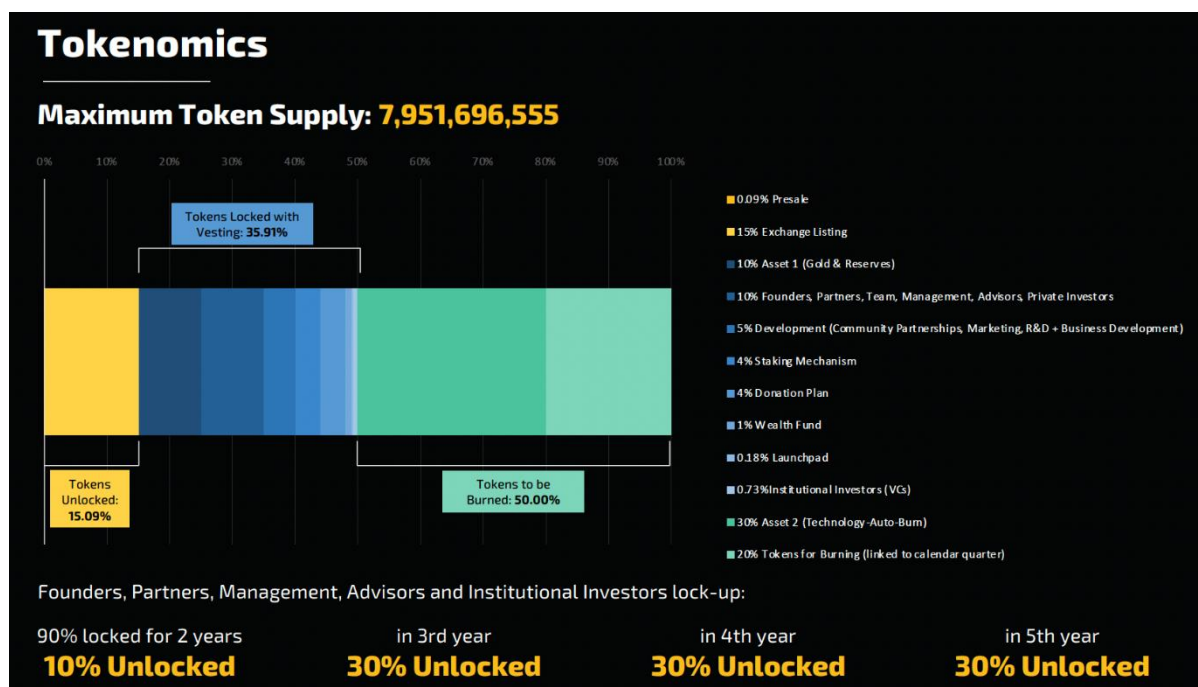 Tokenomics
Maximum Token Supply: 7,951,696,555
0% 10% 20% 30% 40% 50% 60% 70% 80% 90% 100%
Tokens Locked with
Vesting: 35.91%
Tokens
Unlocked:
15.09%
Tokens to be
Burned: 50.00%
0.09% Presale
15% Exchange Listing
10% Asset 1 (Gold & Reserves)
10% Founders, Partners, Team, Management, Advisors, Private Investors
5% Development (Community Partnerships, Marketing, R&D + Business Development)
4% Staking Mechanism
4% Donation Plan
1% Wealth Fund
0.18% Launchpad
0.73%Institutional Investors (VCs)
30% Asset 2 (Technology-Auto-Burn)
20% Tokens for Burning (linked to calendar quarter)
Founders, Partners, Management, Advisors and Institutional Investors lock-up:
90% locked for 2 years
10% Unlocked
in 3rd year
30% Unlocked
in 4th year
30% Unlocked
in 5th year
30% Unlocked